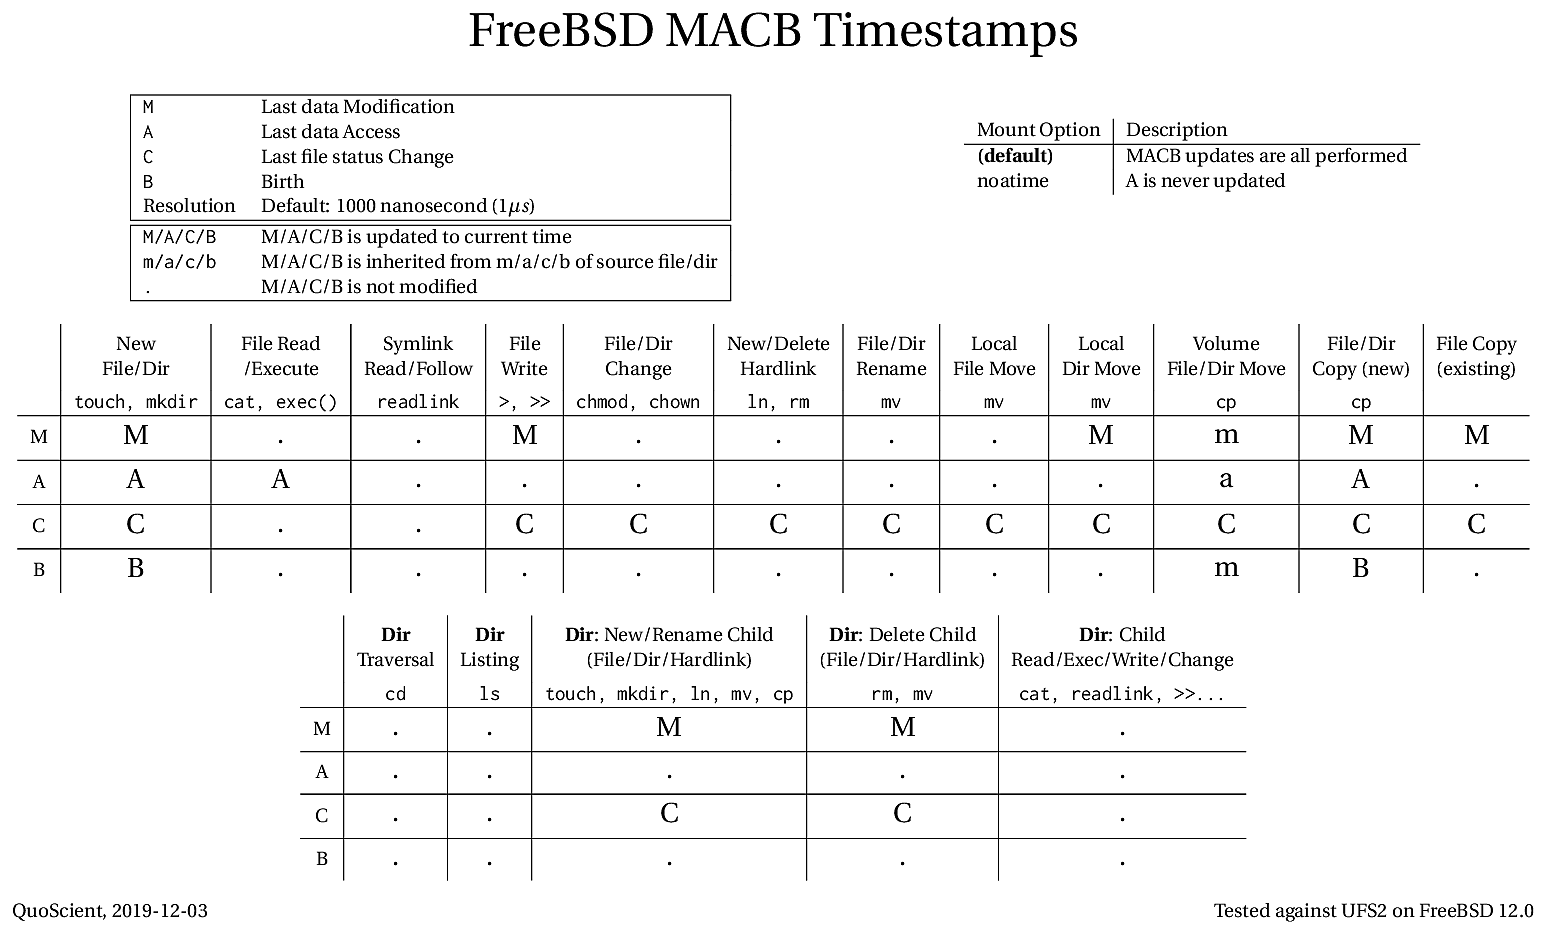 FreeBSD MACB Timestamps
M Last data Modification
A Last data Access
C Last file status Change
B Birth
Resolution Default: 1000 nanosecond (1μs)
M/A/C/B M/A/C/B is updated to current time
m/a/c/b M/A/C/B is inherited from m/a/c/b of source file/dir
. M/A/C/B is not modified
Mount Option Description
(default) MACB updates are all performed
noatime A is never updated
New File Read Symlink File File/Dir New/Delete File/Dir Local Local Volume File/Dir File Copy
File/Dir /Execute Read/Follow Write Change Hardlink Rename File Move Dir Move File/Dir Move Copy (new) (existing)
touch, mkdir cat, exec() readlink >, >> chmod, chown ln, rm mv mv mv cp cp
M M . . M . . . . M m M M
A A A . . . . . . . a A .
C C . . C C C C C C C C C
B B . . . . . . . . m B .
Dir Dir Dir: New/Rename Child Dir: Delete Child Dir: Child
Traversal Listing (File/Dir/Hardlink) (File/Dir/Hardlink) Read/Exec/Write/Change
cd ls touch, mkdir, ln, mv, cp rm, mv cat, readlink, >>...
M . . M M .
A . . . . .
C . . C C .
B . . . . .
QuoScient, 2019-12-03
Tested against UFS2 on FreeBSD 12.0